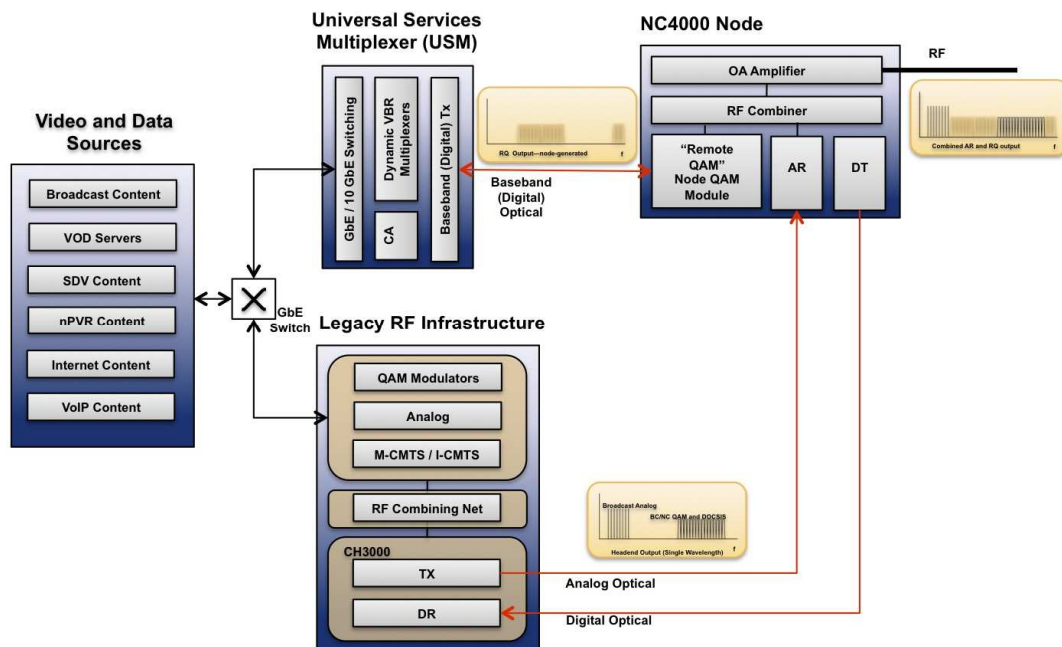 Universal Services
Multiplexer (USM)
NC4000 Node
RF
OA Amplifier
RF Combiner
"Remote
QAM"
Node QAM
Module
AR
DT
GbE / 10 GbE Switching
Dynamic VBR
Multiplexers
CA
Baseband (Digital) Tx
RQ Output—node-generated
f
Baseband
(Digital)
Optical
Combined AR and RQ output
f
Video and Data
Sources
Broadcast Content
VOD Servers
SDV Content
nPVR Content
Internet Content
VoIP Content
GbE
Switch
Legacy RF Infrastructure
QAM Modulators
Analog
M-CMTS / I-CMTS
RF Combining Net
CH3000
TX
DR
Broadcast Analog
BC/NC QAM and DOCSIS
f
Headend Output (Single Wavelength)
Analog Optical
Digital Optical